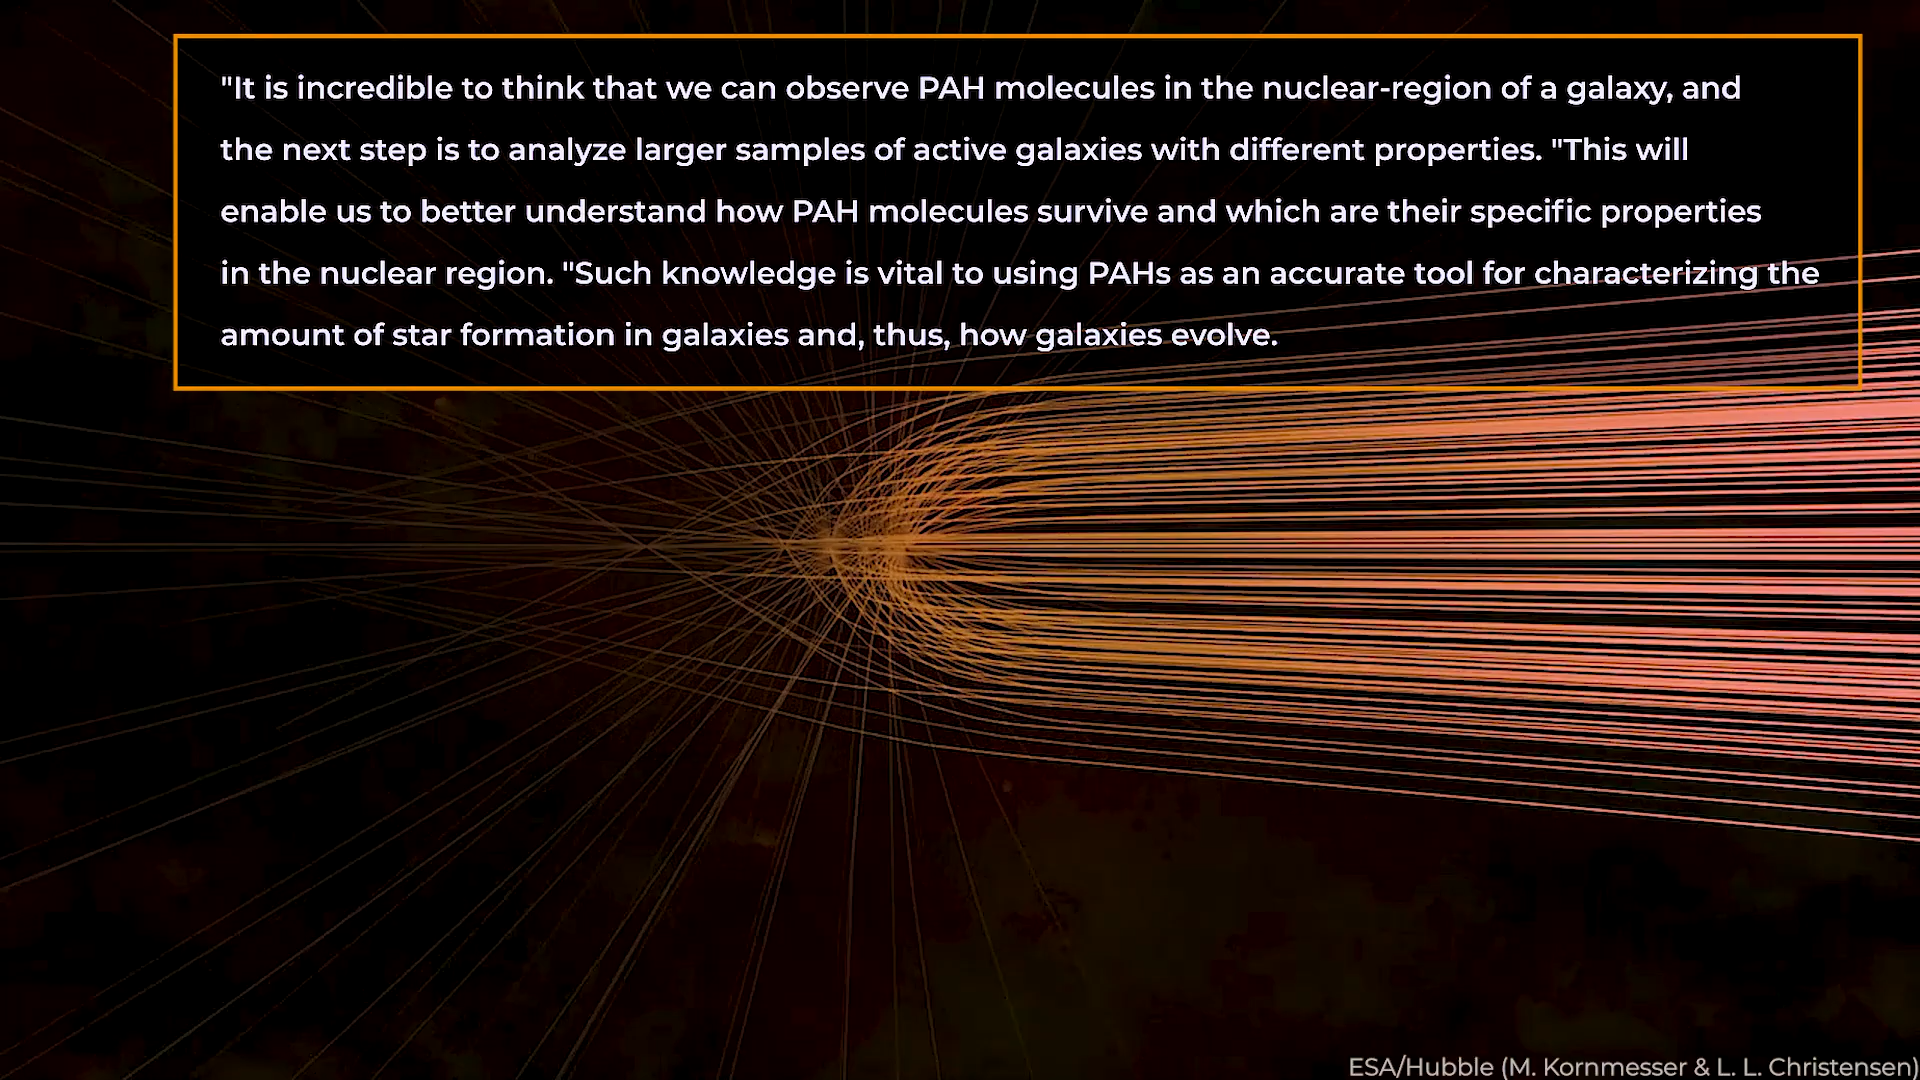 "It is incredible to think that we can observe PAH molecules in the nuclear-region of a galaxy, and
the next step is to analyze larger samples of active galaxies with different properties. "This will
enable us to better understand how PAH molecules survive and which are their specific properties
in the nuclear region. "Such knowledge is vital to using PAHs as an accurate tool for characterizing the
amount of star formation in galaxies and, thus, how galaxies evolve.
ESA/Hubble (M. Kornmesser & L. L. Christensen)